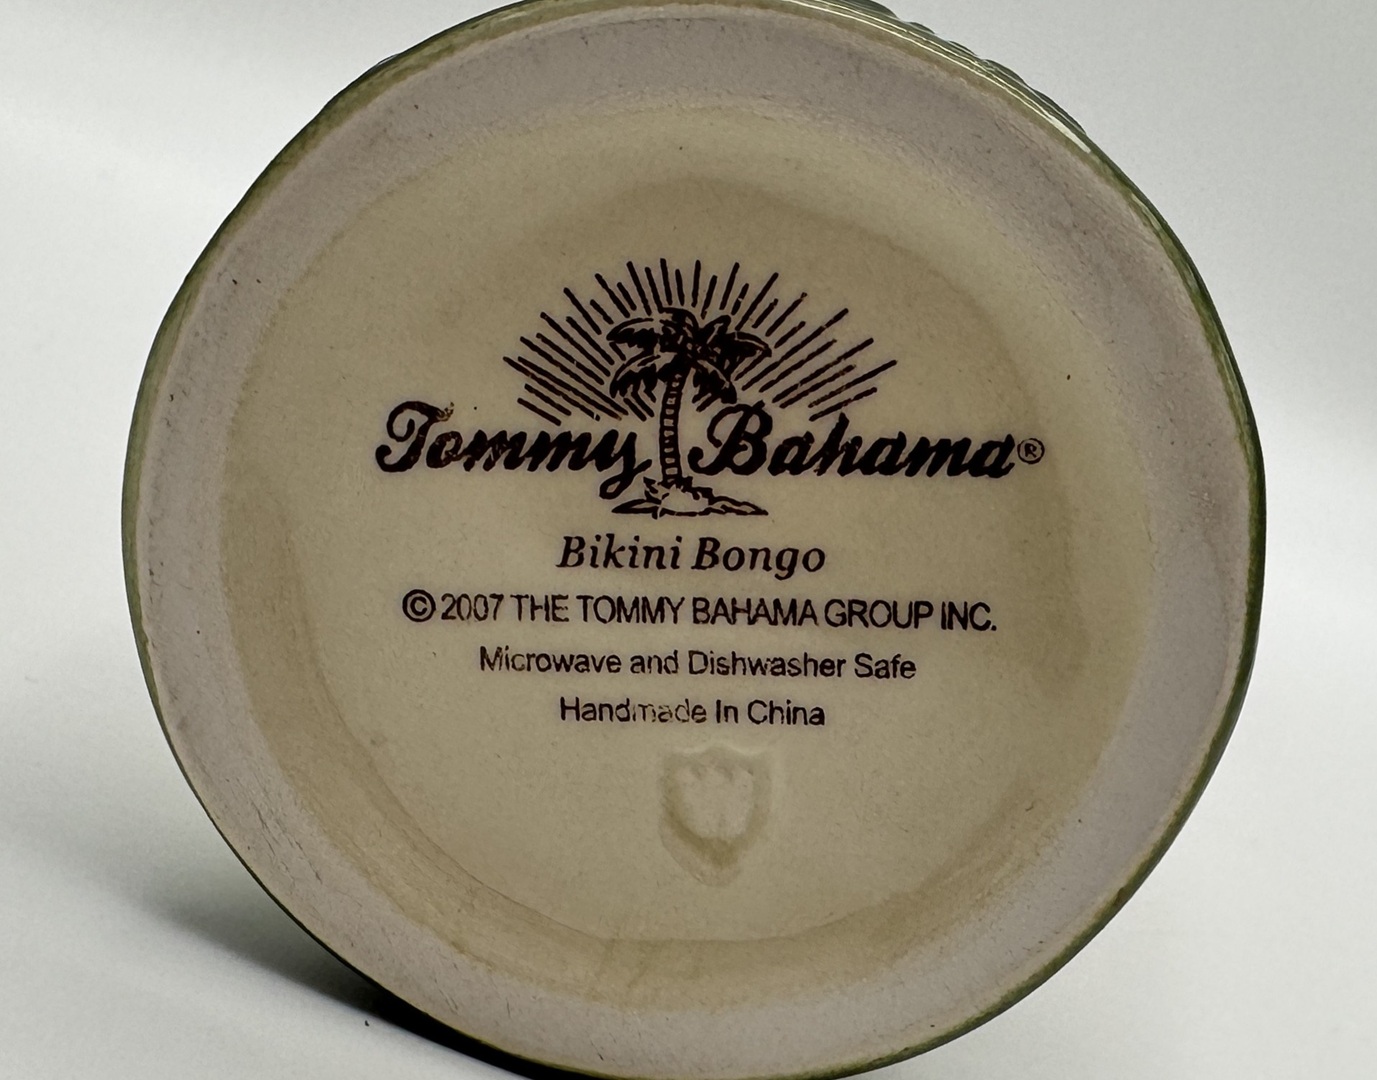 Tommy Bahama®
Bikini Bongo
© 2007 THE TOMMY BAHAMA GROUP INC.
Microwave and Dishwasher Safe
Handmade In China